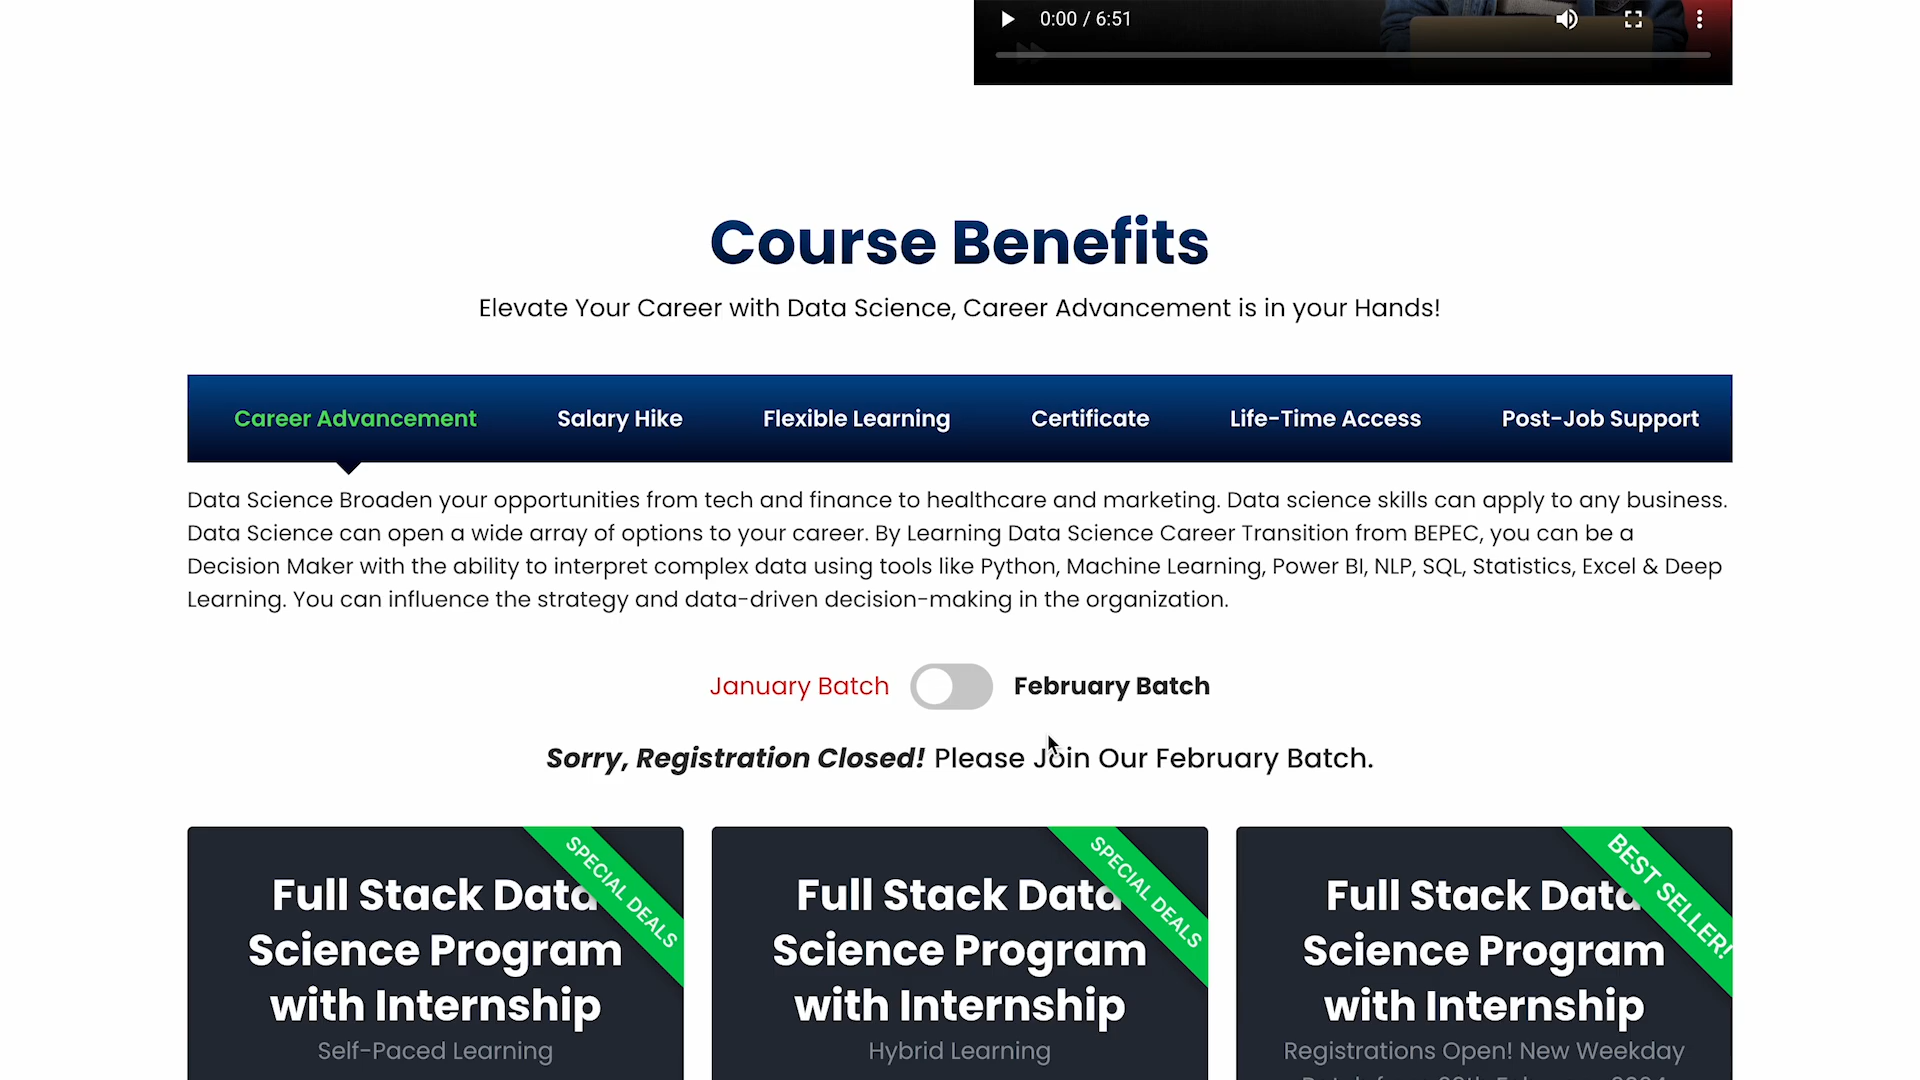 0:00 / 6:51
Course Benefits
Elevate Your Career with Data Science, Career Advancement is in your Hands!
Career Advancement Salary Hike Flexible Learning Certificate Life-Time Access Post-Job Support
Data Science Broaden your opportunities from tech and finance to healthcare and marketing. Data science skills can apply to any business.
Data Science can open a wide array of options to your career. By Learning Data Science Career Transition from BEPEC, you can be a
Decision Maker with the ability to interpret complex data using tools like Python, Machine Learning, Power BI, NLP, SQL, Statistics, Excel & Deep
Learning. You can influence the strategy and data-driven decision-making in the organization.
January Batch February Batch
Sorry, Registration Closed! Please Join Our February Batch.
SPECIAL DEALS
Full Stack Data
Science Program
with Internship
Self-Paced Learning
SPECIAL DEALS
Full Stack Data
Science Program
with Internship
Hybrid Learning
BEST SELLER!
Full Stack Data
Science Program
with Internship
Registrations Open! New Weekday